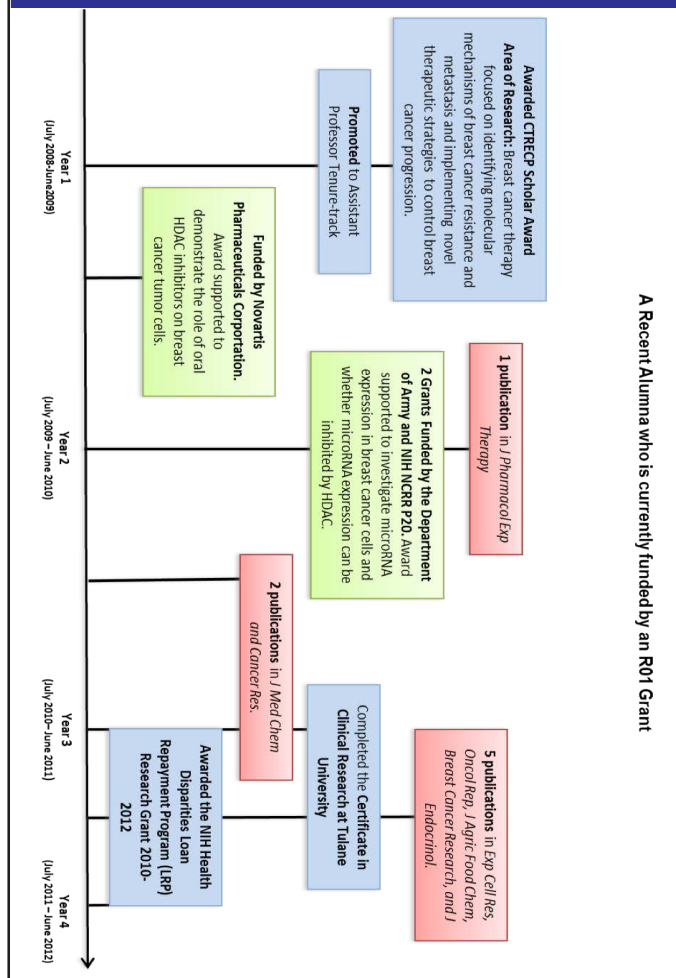 A Recent Alumna who is currently funded by an R01 Grant
Awarded CTRECP Scholar Award
Area of Research: Breast cancer therapy
focused on identifying molecular
mechanisms of breast cancer resistance and
metastasis and implementing novel
therapeutic strategies to control breast
cancer progression.
Promoted to Assistant
Professor Tenure-track
Year 1
(July 2008-June2009)
Funded by Novartis
Pharmaceuticals Corportation.
Award supported to
demonstrate the role of oral
HDAC inhibitors on breast
cancer tumor cells.
1 publication in J Pharmacol Exp
Therapy
2 Grants Funded by the Department
of Army and NIH NCRR P20. Award
supported to investigate microRNA
expression in breast cancer cells and
whether microRNA expression can be
inhibited by HDAC.
Year 2
(July 2009 – June 2010)
2 publications in J Med Chem
and Cancer Res.
Completed the Certificate in
Clinical Research at Tulane
University
Year 3
(July 2010– June 2011)
5 publications in Exp Cell Res,
Oncol Rep, J Agric Food Chem,
Breast Cancer Research, and J
Endocrinol.
Awarded the NIH Health
Disparities Loan
Repayment Program (LRP)
Research Grant 2010-
2012
Year 4
(July 2011 – June 2012)